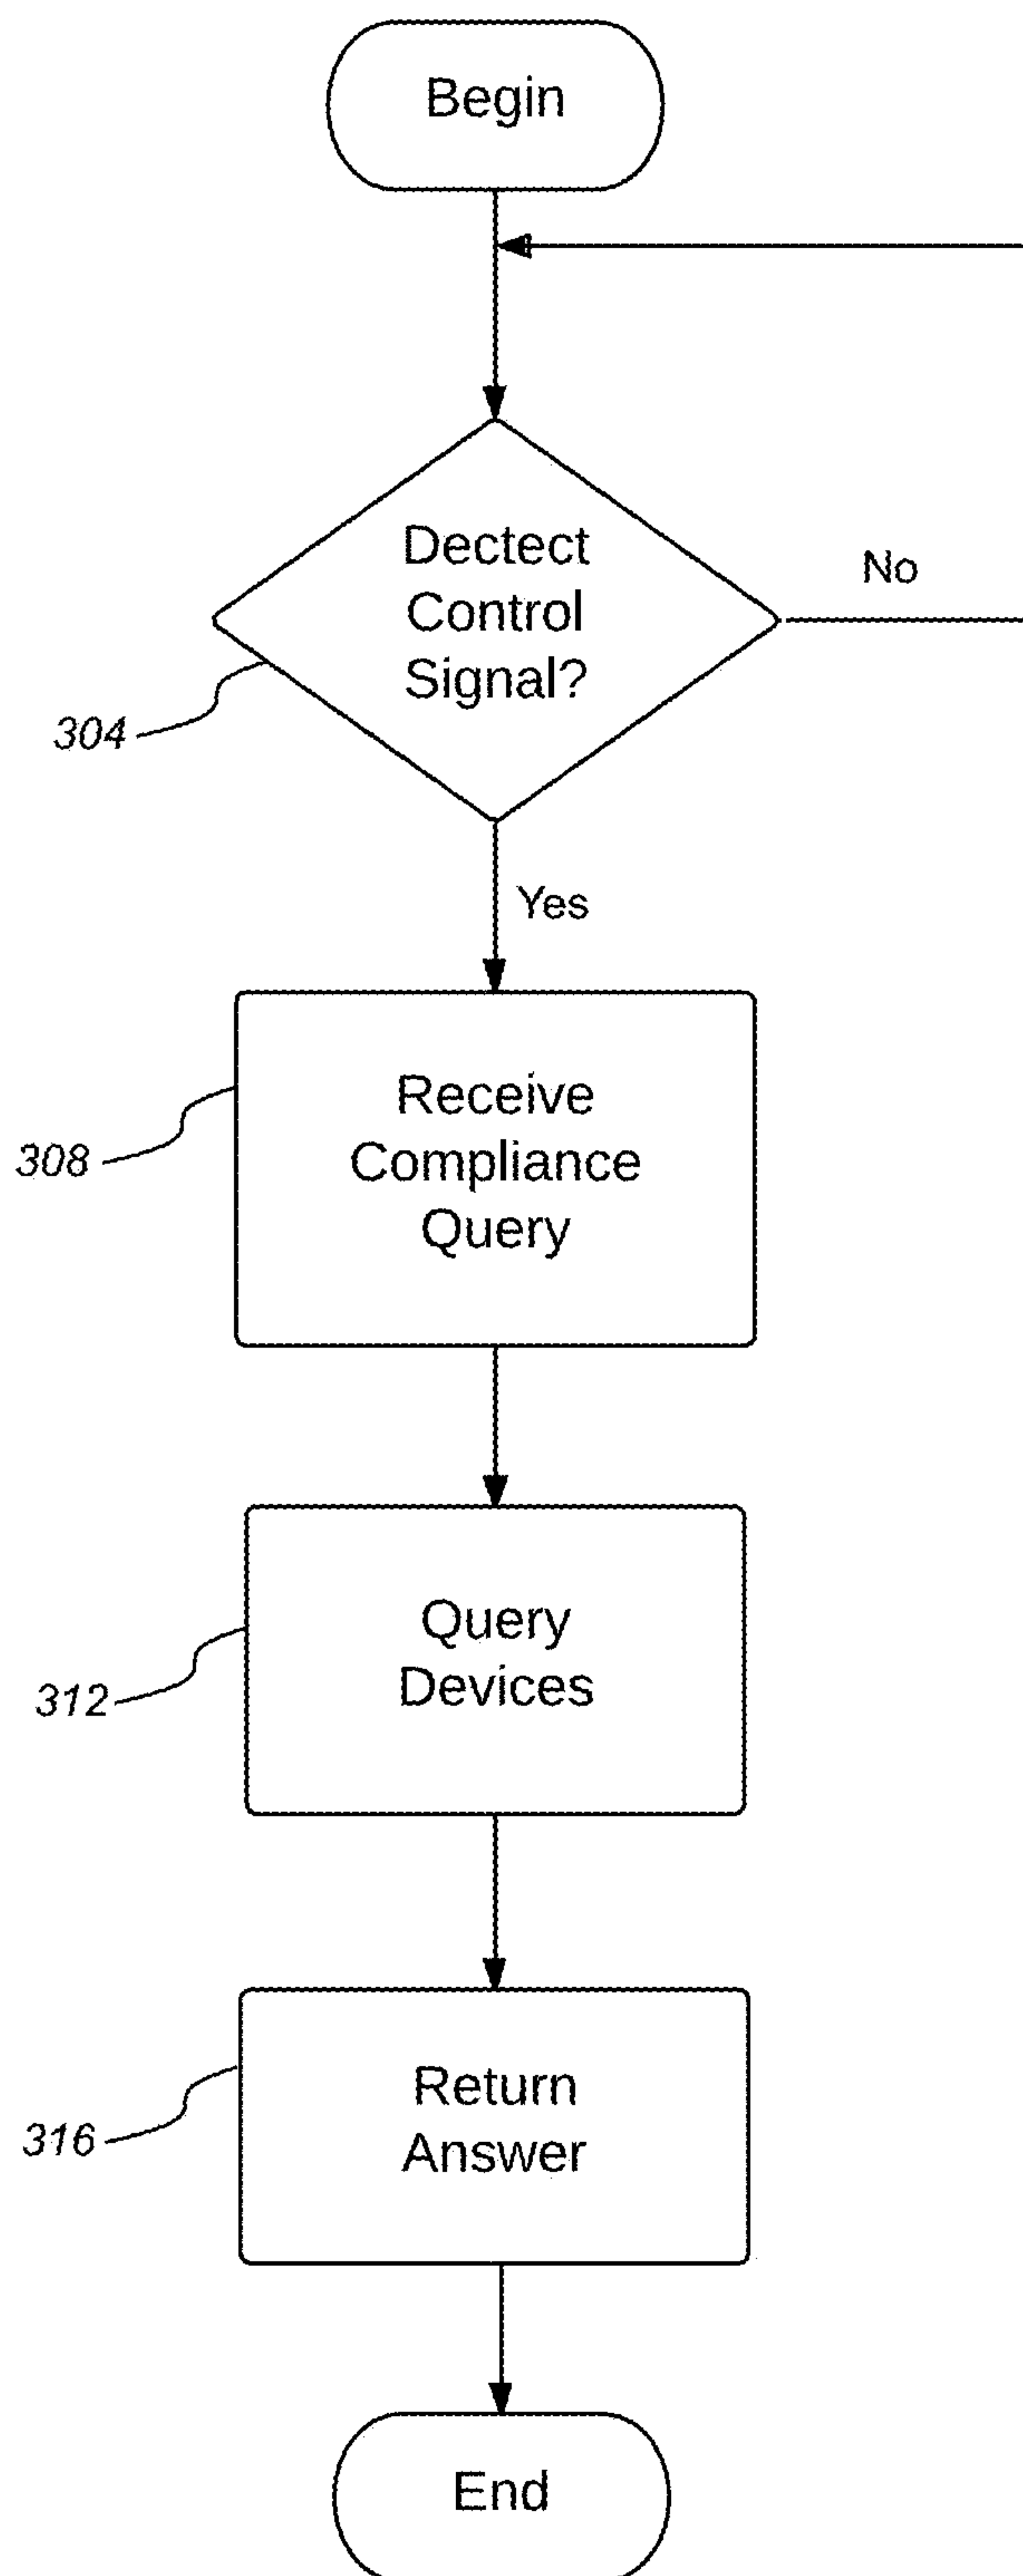 Begin
Dectect
Control
Signal?
No
304
Yes
Receive
Compliance
Query
308
Query
Devices
312
Return
Answer
316
End